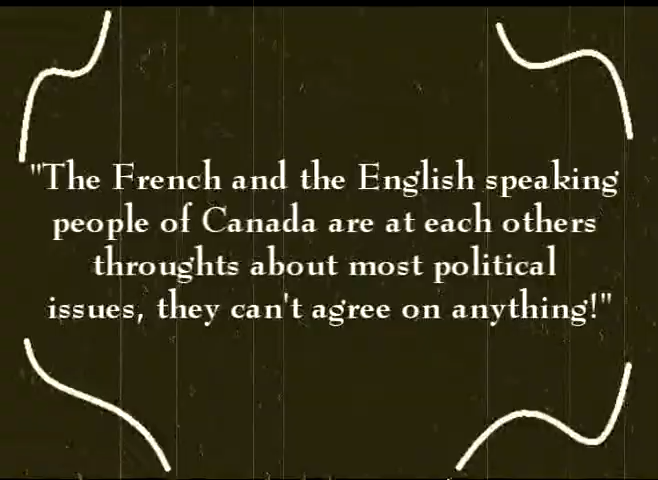 "The French and the English speaking
people of Canada are at each others
throughts about most political
issues, they can't agree on anything!"